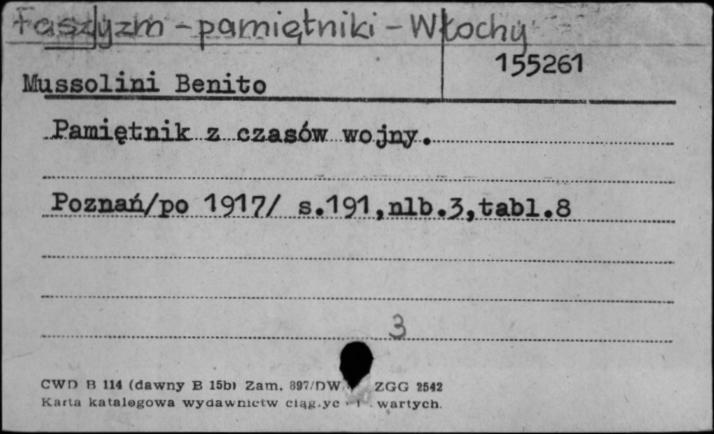 Faszyzm - pamiętniki - Włochy
155261
Mussolini Benito
Pamiętnik z czasów wojny.
Poznań/po 1917/ s.191,nlb.3,tabl.8
3
CWD B 114 (dawny B 15b) Zam. 897/DW ZGG 2542
Karta katalogowa wydawnictw wartych.